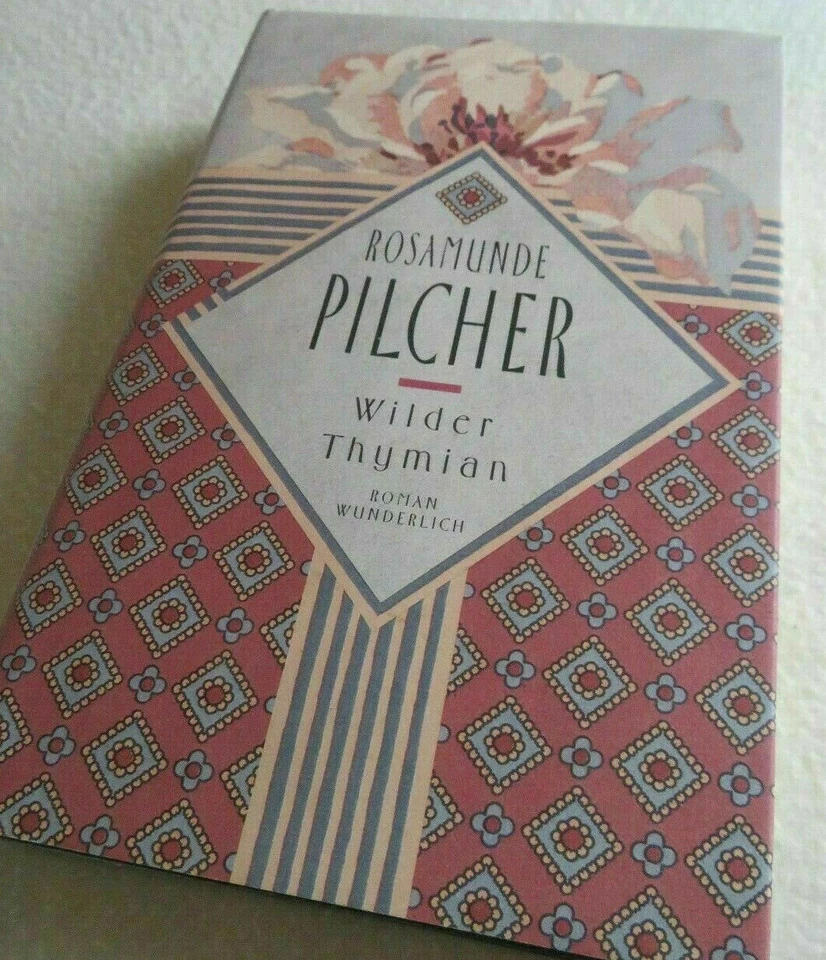 ROSAMUNDE
PILCHER
Wilder
Thymian
ROMAN
WUNDERLICH